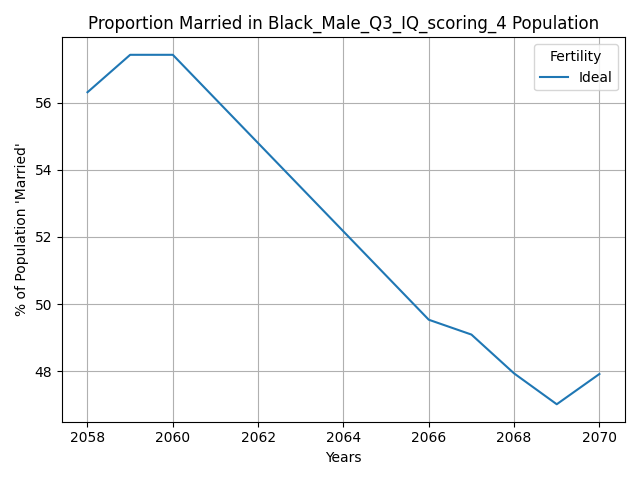 Proportion Married in Black_Male_Q3_IQ_scoring_4 Population
Fertility
Ideal
% of Population 'Married'
56
54
52
50
48
2058
2060
2062
2064
2066
2068
2070
Years